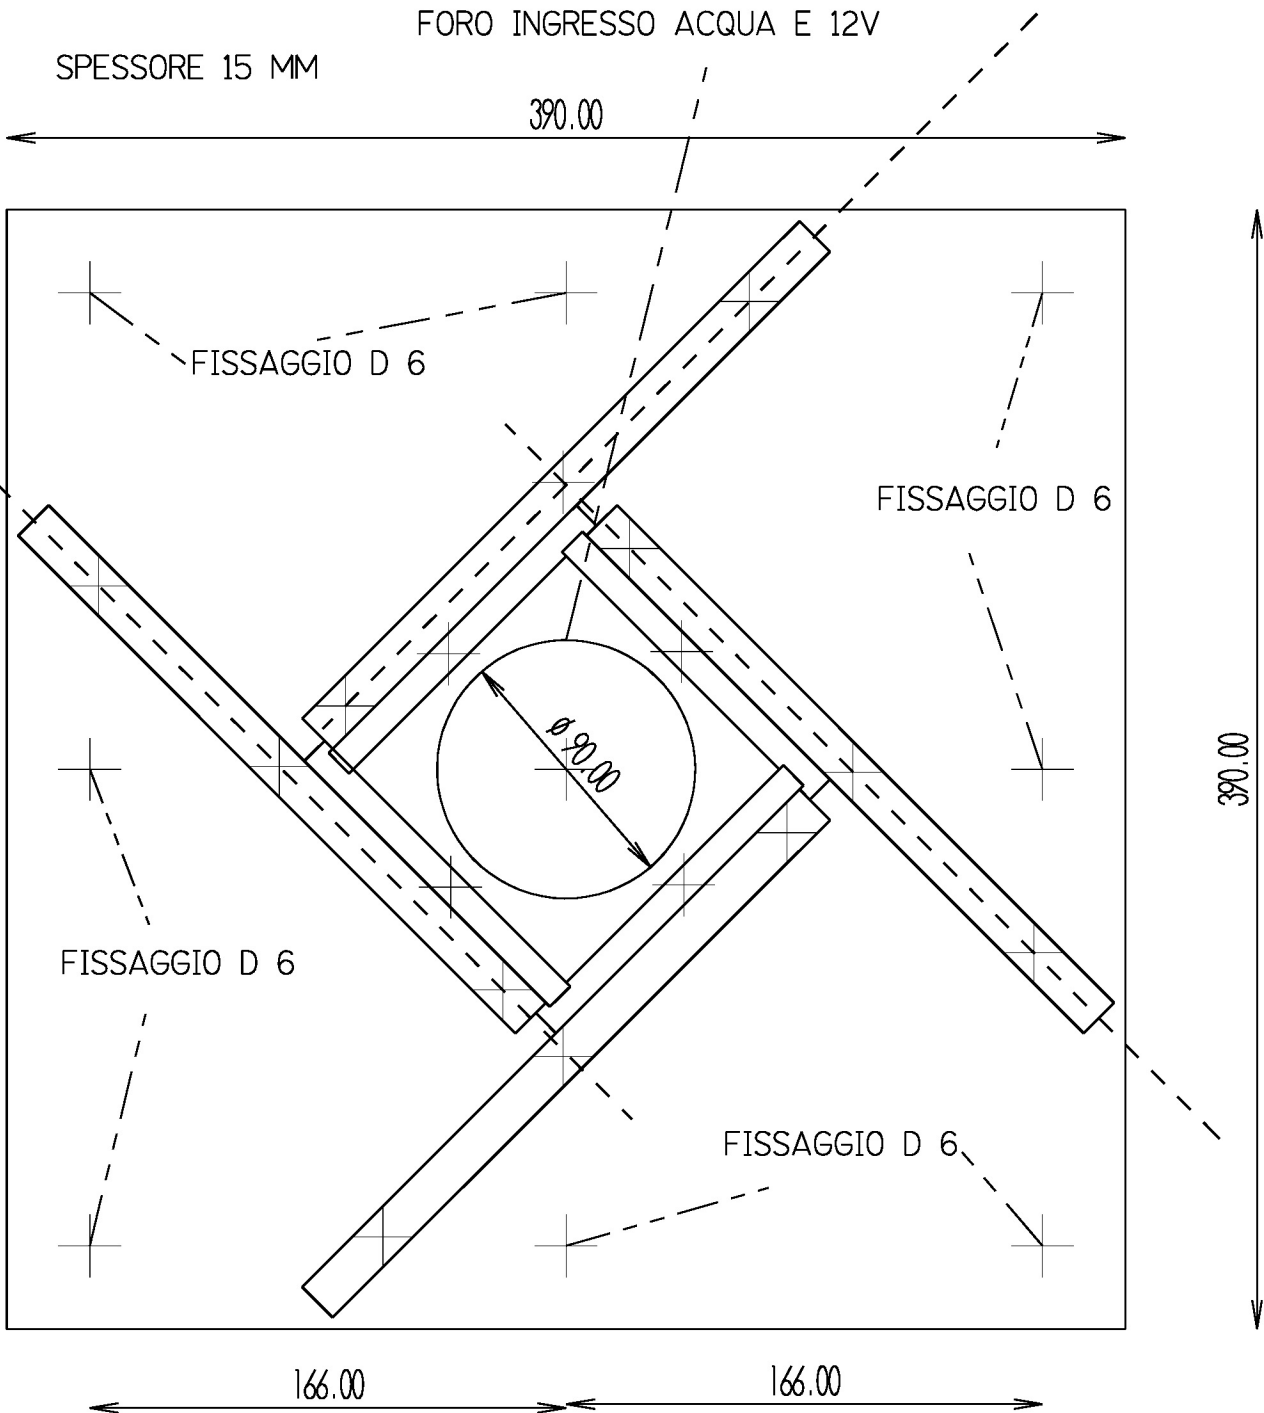 FORO INGRESSO ACQUA E 12V
SPESSORE 15 MM
390.00
FISSAGGIO D 6
FISSAGGIO D 6
Ø 90.00
390.00
FISSAGGIO D 6
FISSAGGIO D 6
166.00
166.00